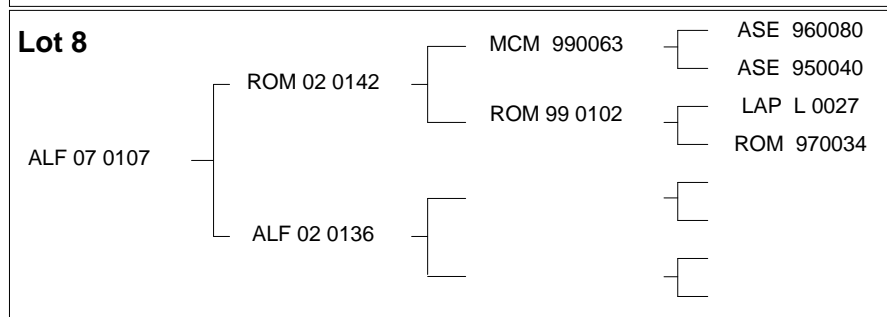 Lot 8
ASE 960080
MCM 990063
ASE 950040
ROM 02 0142
LAP L 0027
ROM 99 0102
ROM 970034
ALF 07 0107
ALF 02 0136